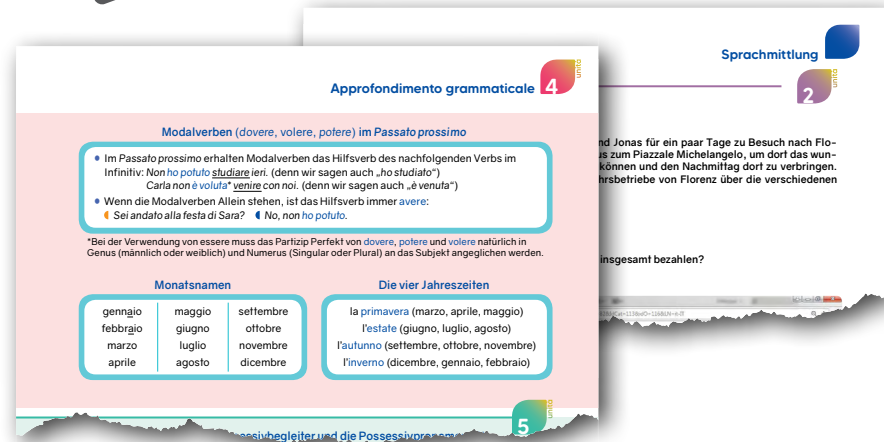 Sprachmittlung
unità
2
nd Jonas für ein paar Tage zu Besuch nach Flo-
us zum Piazzale Michelangelo, um dort das wun-
können und den Nachmittag dort zu verbringen.
hrsbetriebe von Florenz über die verschiedenen
insgesamt bezahlen?
Approfondimento grammaticale 4
unità
Modalverben (dovere, volere, potere) im Passato prossimo
• Im Passato prossimo erhalten Modalverben das Hilfsverb des nachfolgenden Verbs im
Infinitiv: Non ho potuto studiare ieri. (denn wir sagen auch „ho studiato“)
Carla non è voluta* venire con noi. (denn wir sagen auch „è venuta“)
• Wenn die Modalverben Allein stehen, ist das Hilfsverb immer avere:
Sei andato alla festa di Sara? No, non ho potuto.
*Bei der Verwendung von essere muss das Partizip Perfekt von dovere, potere und volere natürlich in
Genus (männlich oder weiblich) und Numerus (Singular oder Plural) an das Subjekt angeglichen werden.
Monatsnamen
gennaio maggio settembre
febbraio giugno ottobre
marzo luglio novembre
aprile agosto dicembre
Die vier Jahreszeiten
la primavera (marzo, aprile, maggio)
l'estate (giugno, luglio, agosto)
l'autunno (settembre, ottobre, novembre)
l'inverno (dicembre, gennaio, febbraio)
unità
5
ssivbegleiter und die Possessivpronom